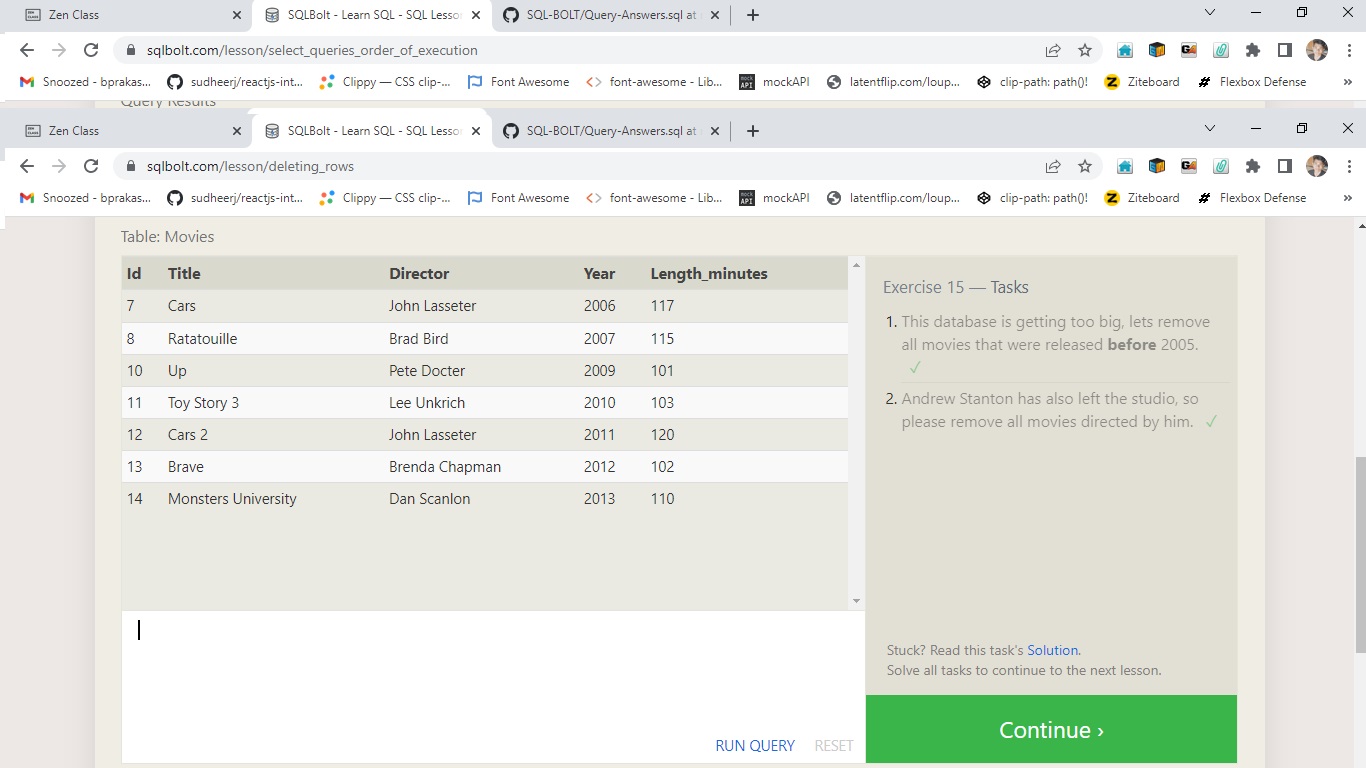 Zen Class
SQLBolt - Learn SQL - SQL Lesso
SQL-BOLT/Query-Answers.sql at
sqlbolt.com/lesson/select_queries_order_of_execution
Snoozed - bprakas... sudheerj/reactjs-int... Clippy — CSS clip-... Font Awesome font-awesome - Lib... mockAPI latentflip.com/loup... clip-path: path()! Ziteboard Flexbox Defense »
Query Results
Zen Class
SQLBolt - Learn SQL - SQL Lesso
SQL-BOLT/Query-Answers.sql at
sqlbolt.com/lesson/deleting_rows
Snoozed - bprakas... sudheerj/reactjs-int... Clippy — CSS clip-... Font Awesome font-awesome - Lib... mockAPI latentflip.com/loup... clip-path: path()! Ziteboard Flexbox Defense »
Table: Movies
Id Title Director Year Length_minutes
7 Cars John Lasseter 2006 117
8 Ratatouille Brad Bird 2007 115
10 Up Pete Docter 2009 101
11 Toy Story 3 Lee Unkrich 2010 103
12 Cars 2 John Lasseter 2011 120
13 Brave Brenda Chapman 2012 102
14 Monsters University Dan Scanlon 2013 110
RUN QUERY RESET
Exercise 15 — Tasks
1. This database is getting too big, lets remove
all movies that were released before 2005.
✓
2. Andrew Stanton has also left the studio, so
please remove all movies directed by him. ✓
Stuck? Read this task's Solution.
Solve all tasks to continue to the next lesson.
Continue ›